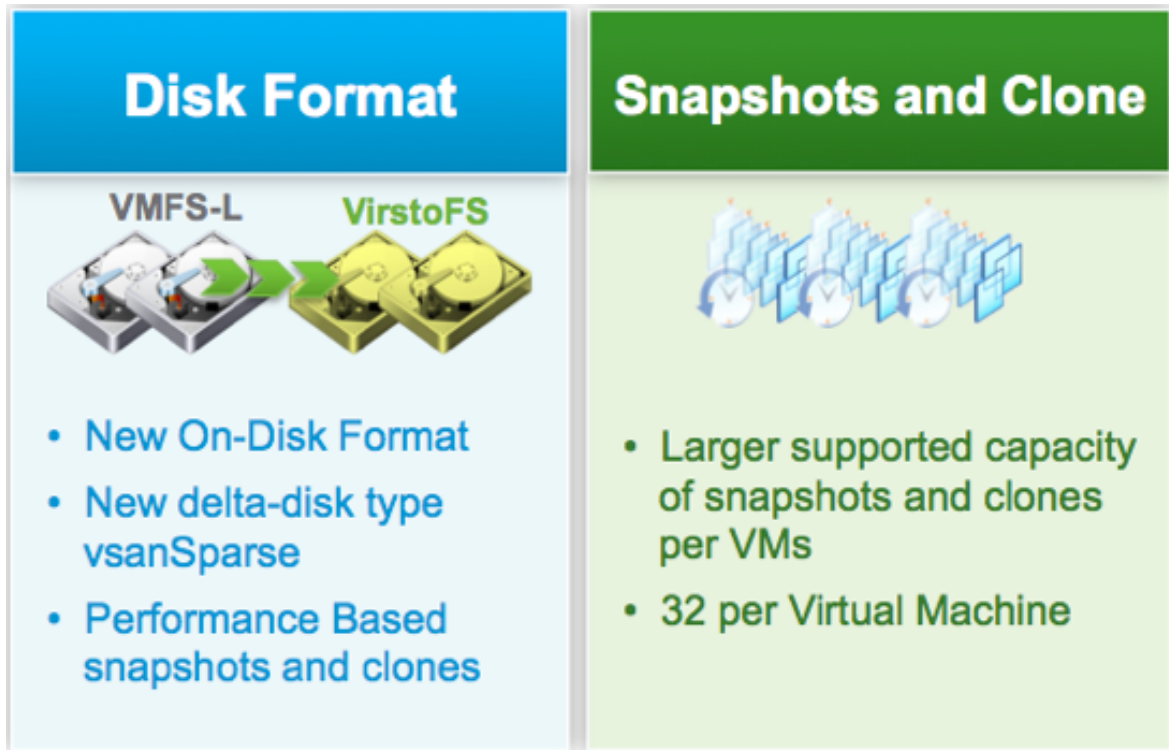 Disk Format
VMFS-L
VirstoFS
• New On-Disk Format
• New delta-disk type
vsanSparse
• Performance Based
snapshots and clones
Snapshots and Clone
• Larger supported capacity
of snapshots and clones
per VMs
• 32 per Virtual Machine